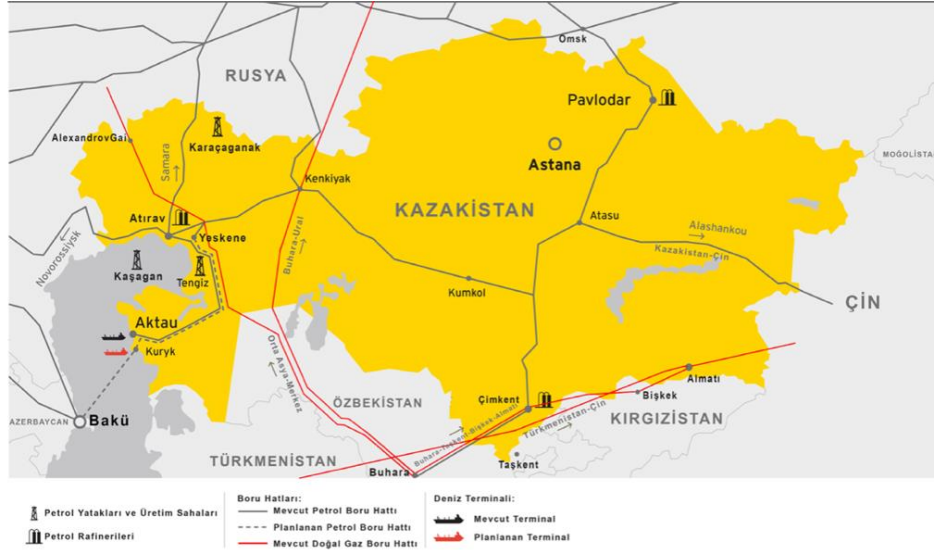 Omsk
RUSYA
Pavlodar
AlexandrovGai
Karaçaganak
Samara
Astana
MOĞOLİSTAN
Kenkiyak
KAZAKİSTAN
Atırav
Atasu
Alashankou
Yeskene
Novorossiysk
Buhara-Ural
Kazakistan-Çin
Kaşagan
Tengiz
Kumkol
ÇİN
Aktau
Kuryk
Orta Asya-Merkez
Almatı
Bişkek
ÖZBEKİSTAN
Çimkent
AZERBAYCAN
Bakü
KIRGIZİSTAN
Buhara-Taşkent-Bişkek-Almatı
Türkmenistan-Çin
TÜRKMENİSTAN
Taşkent
Buhara
Petrol Yatakları ve Üretim Sahaları
Petrol Rafinerileri
Boru Hatları:
Mevcut Petrol Boru Hattı
Planlanan Petrol Boru Hattı
Mevcut Doğal Gaz Boru Hattı
Deniz Terminali:
Mevcut Terminal
Planlanan Terminal